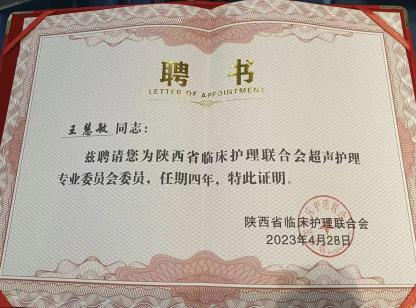 聘书
LETTER OF APPOINTMENT
王慧敏 同志：
兹聘请您为陕西省临床护理联合会超声护理
专业委员会委员，任期四年，特此证明。
陕西省临床护理联合会
2023年4月28日